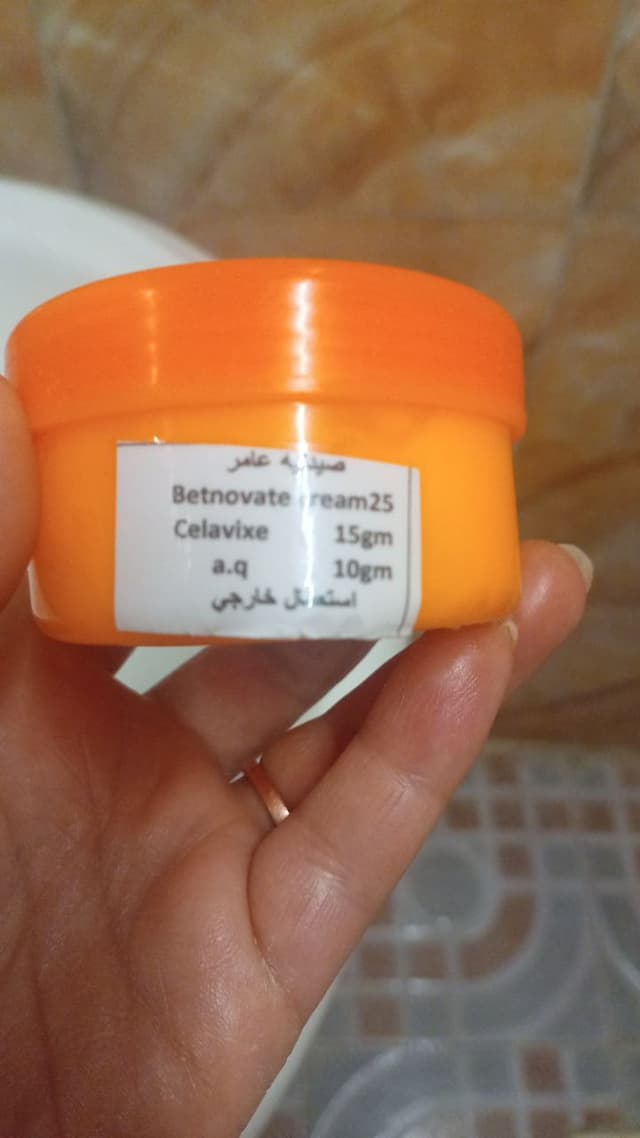 صيدلية عامر
Betnovate cream25
Celavixe 15gm
a.q 10gm
استعمال خارجي